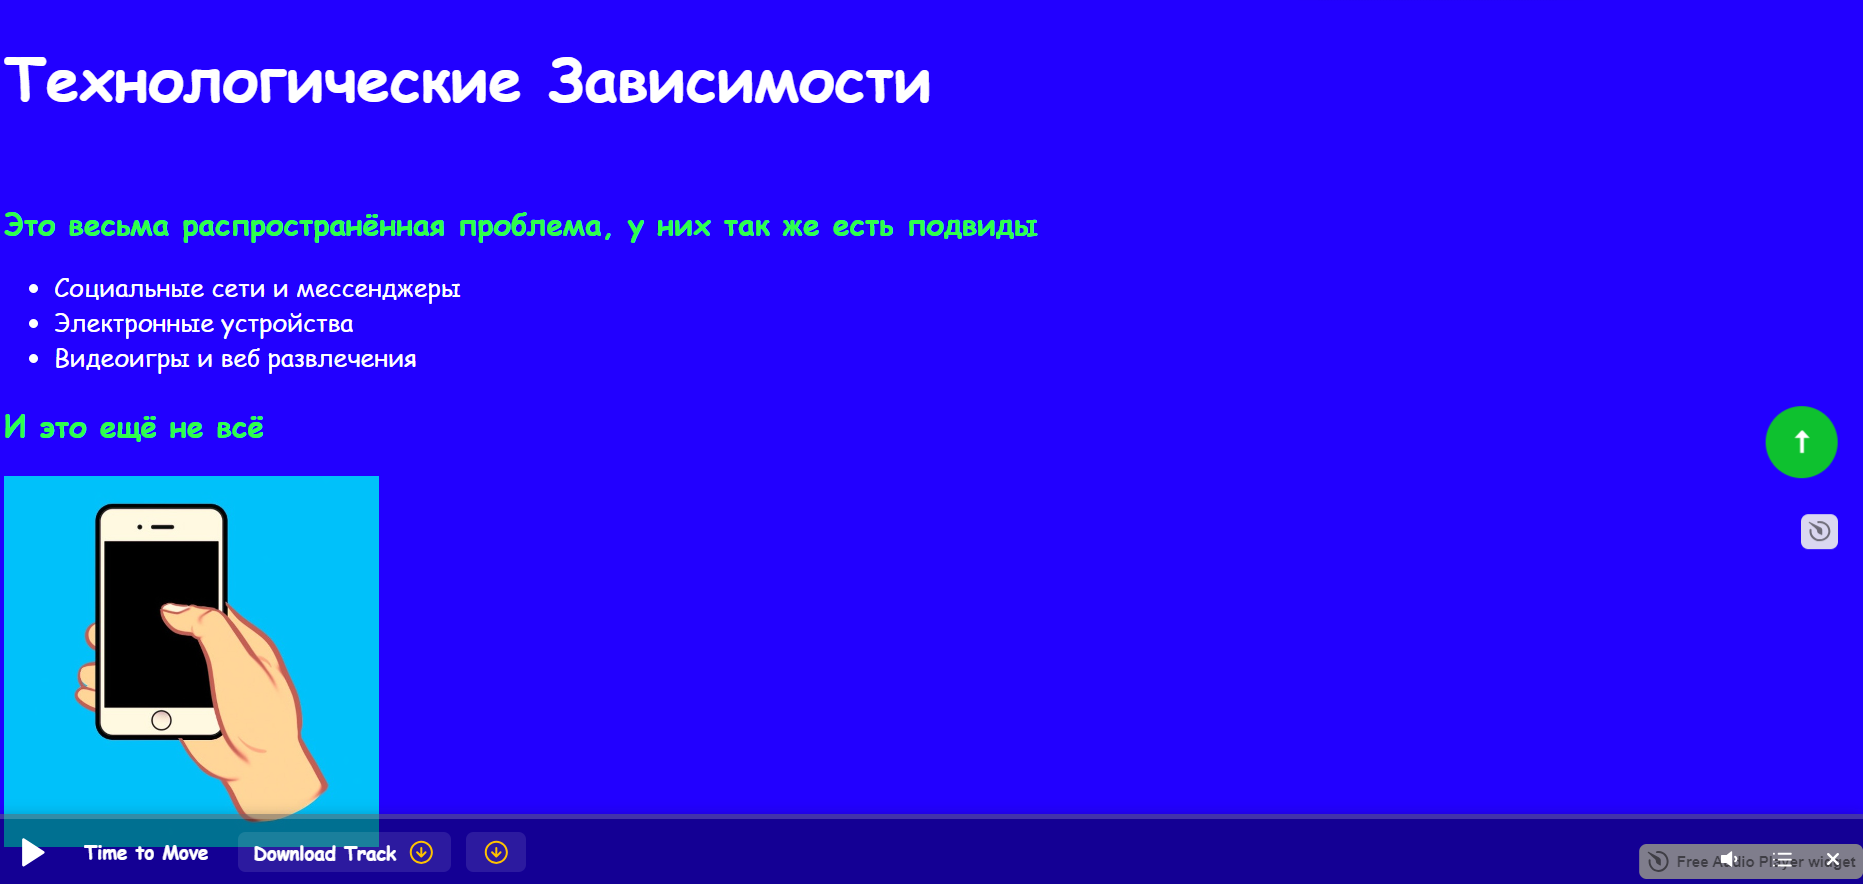 Технологические Зависимости
Это весьма распространённая проблема, у них так же есть подвиды
Социальные сети и мессенджеры
Электронные устройства
Видеоигры и веб развлечения
И это ещё не всё
Time to Move
Download Track
Free Audio Player widget